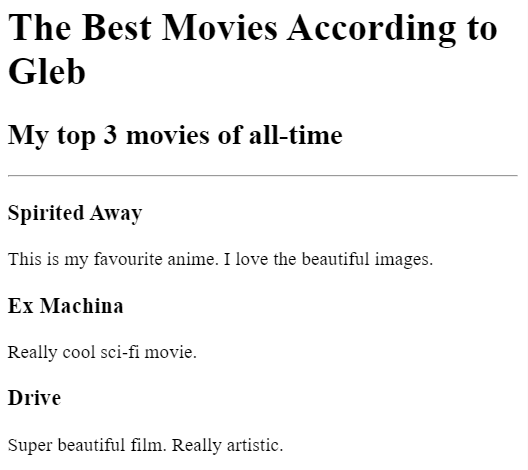 The Best Movies According to
Gleb
My top 3 movies of all-time
Spirited Away
This is my favourite anime. I love the beautiful images.
Ex Machina
Really cool sci-fi movie.
Drive
Super beautiful film. Really artistic.